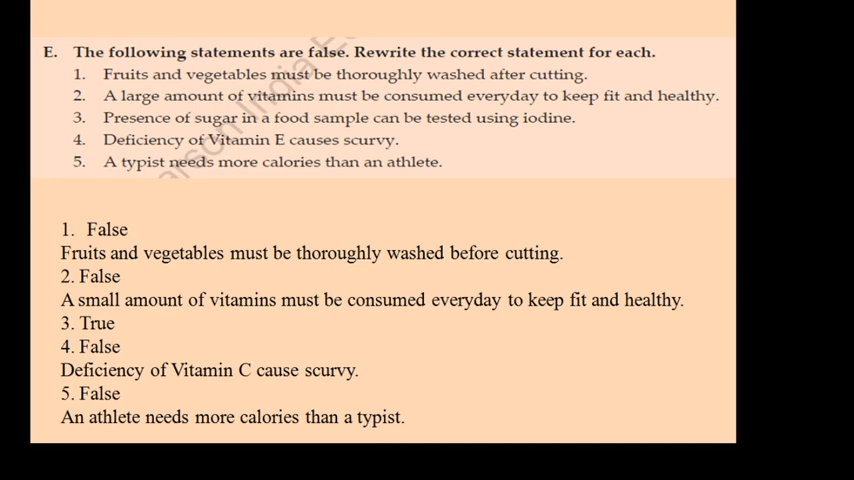 E. The following statements are false. Rewrite the correct statement for each.
1. Fruits and vegetables must be thoroughly washed after cutting.
2. A large amount of vitamins must be consumed everyday to keep fit and healthy.
3. Presence of sugar in a food sample can be tested using iodine.
4. Deficiency of Vitamin E causes scurvy.
5. A typist needs more calories than an athlete.
1. False
Fruits and vegetables must be thoroughly washed before cutting.
2. False
A small amount of vitamins must be consumed everyday to keep fit and healthy.
3. True
4. False
Deficiency of Vitamin C cause scurvy.
5. False
An athlete needs more calories than a typist.